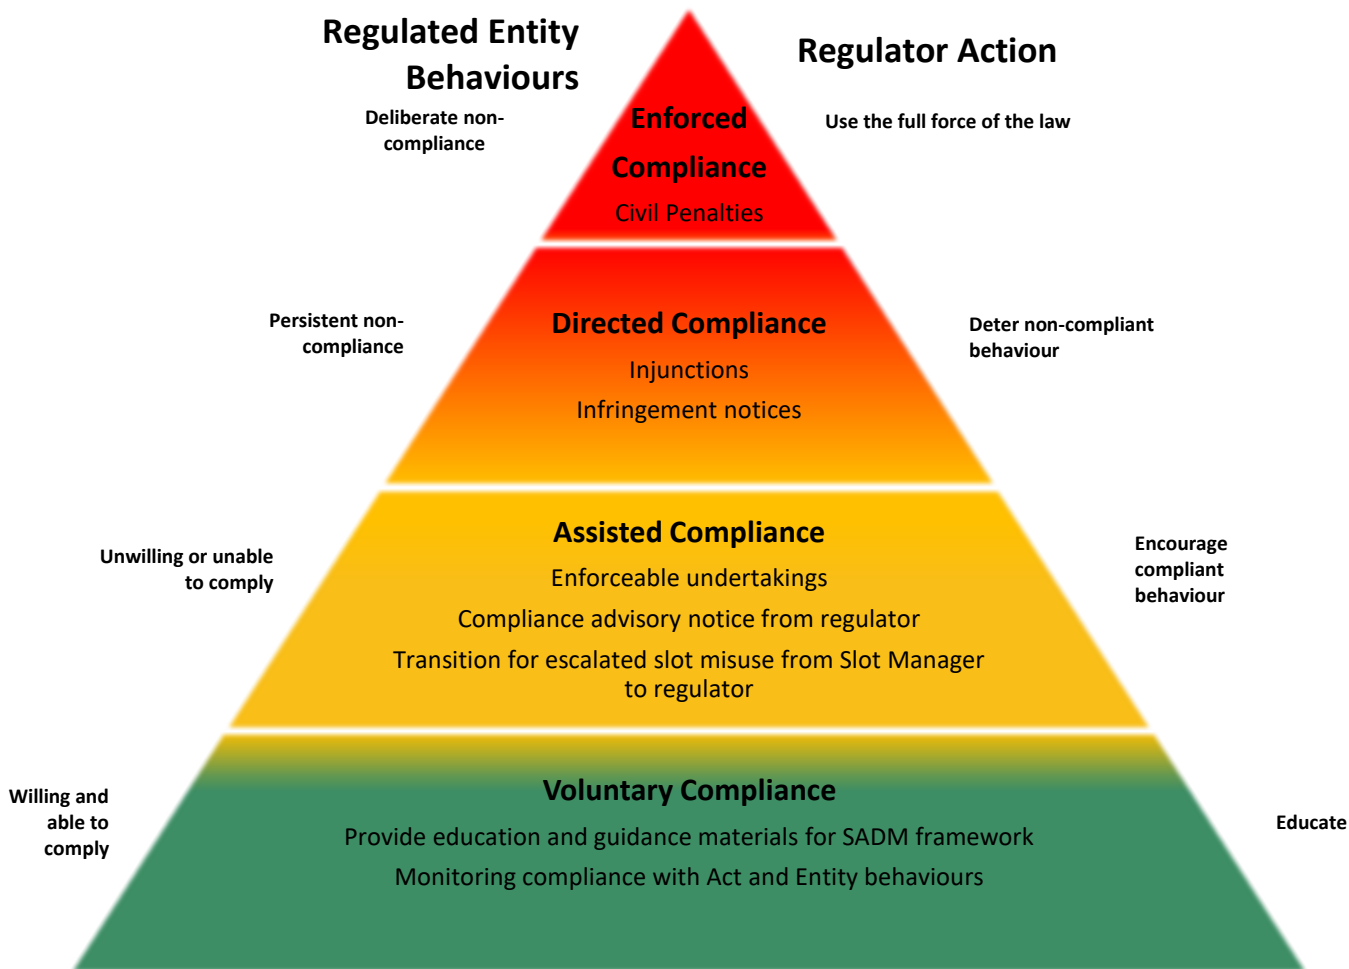 Regulated Entity
Behaviours
Regulator Action
Deliberate non-
compliance
Enforced
Compliance
Civil Penalties
Use the full force of the law
Persistent non-
compliance
Directed Compliance
Injunctions
Infringement notices
Deter non-compliant
behaviour
Unwilling or unable
to comply
Assisted Compliance
Enforceable undertakings
Compliance advisory notice from regulator
Transition for escalated slot misuse from Slot Manager
to regulator
Encourage
compliant
behaviour
Willing and
able to
comply
Voluntary Compliance
Provide education and guidance materials for SADM framework
Monitoring compliance with Act and Entity behaviours
Educate